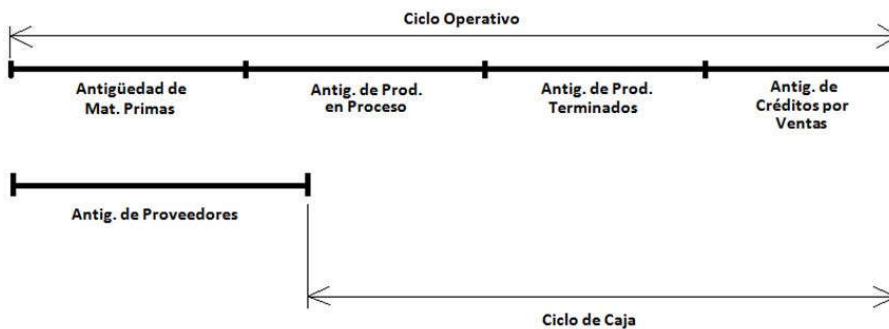 Ciclo Operativo
Antigüedad de
Mat. Primas
Antig. de Prod.
en Proceso
Antig. de Prod.
Terminados
Antig. de
Créditos por
Ventas
Antig. de Proveedores
Ciclo de Caja